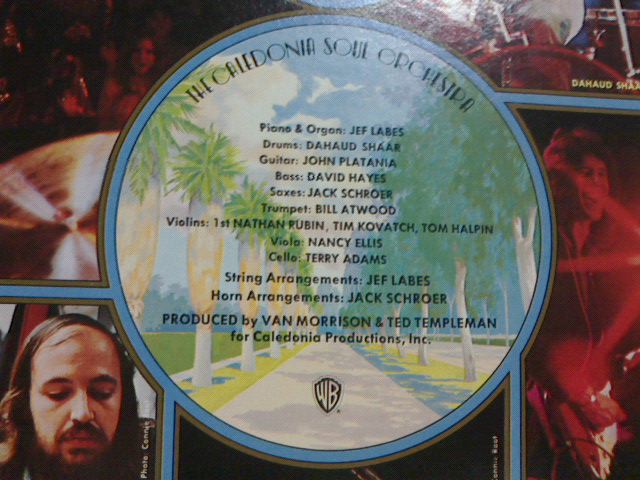 THE CALEDONIA SOUL ORCHESTRA
DAHAUD SHAAR
Piano & Organ: JEF LABES
Drums: DAHAUD SHAAR
Guitar: JOHN PLATANIA
Bass: DAVID HAYES
Saxes: JACK SCHROER
Trumpet: BILL ATWOOD
Violins: 1st NATHAN RUBIN, TIM KOVATCH, TOM HALPIN
Viola: NANCY ELLIS
Cello: TERRY ADAMS
String Arrangements: JEF LABES
Horn Arrangements: JACK SCHROER
PRODUCED by VAN MORRISON & TED TEMPLEMAN
for Caledonia Productions, Inc.
WB
Photo: Connie